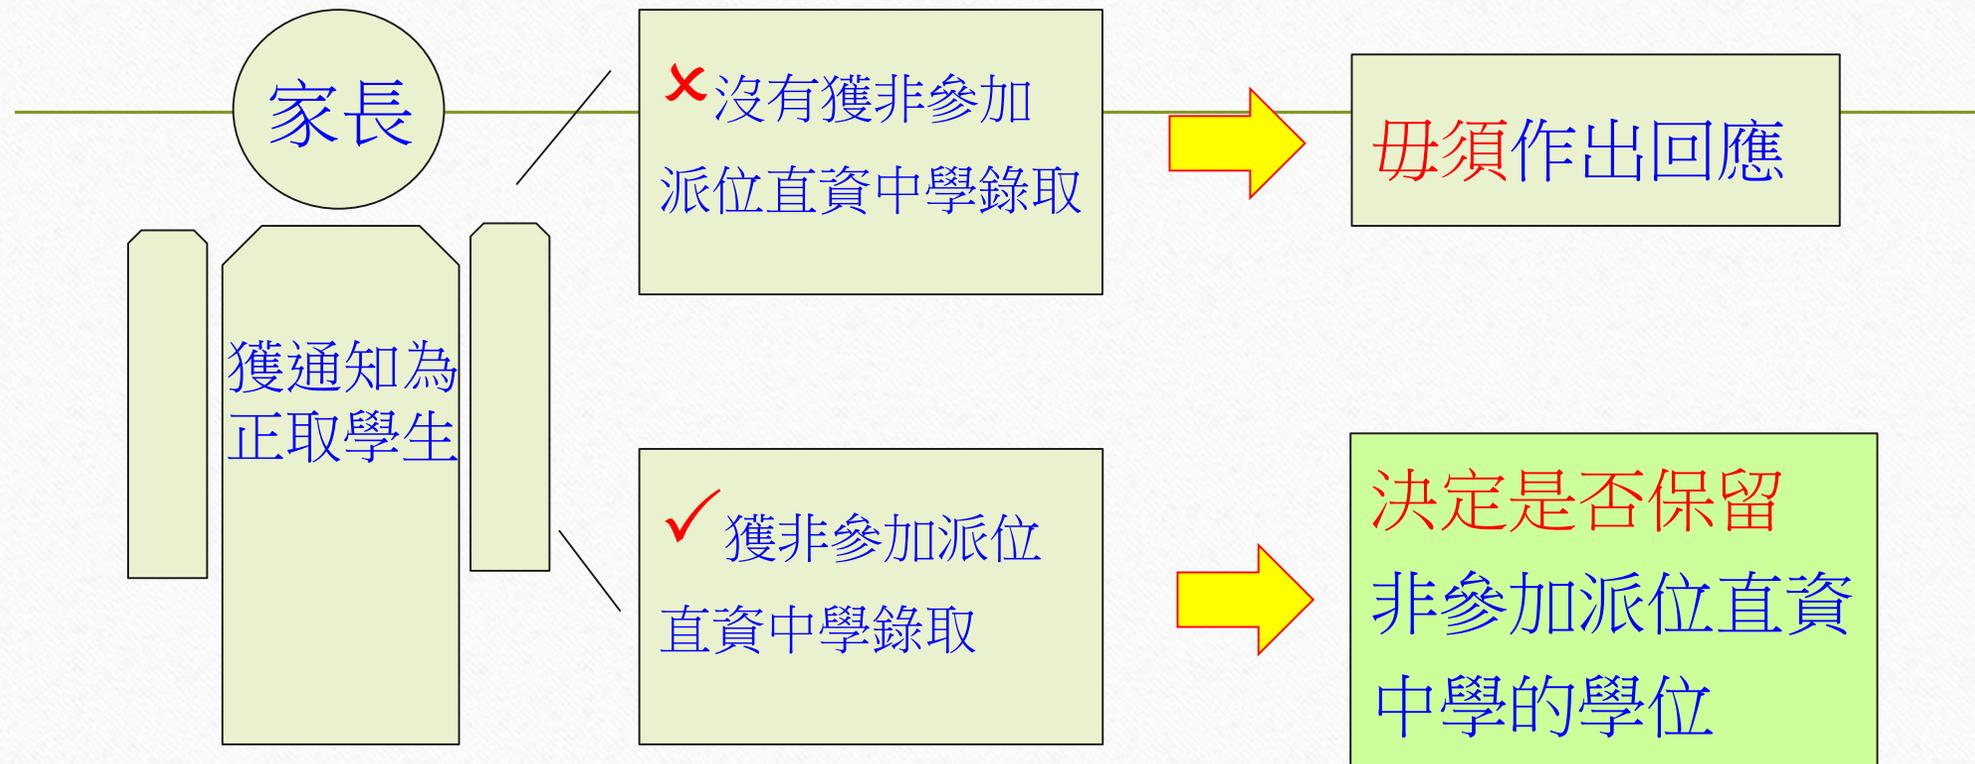 家長
獲通知為
正取學生
✘沒有獲非參加
派位直資中學錄取
毋須作出回應
✓獲非參加派位
直資中學錄取
決定是否保留
非參加派位直資
中學的學位